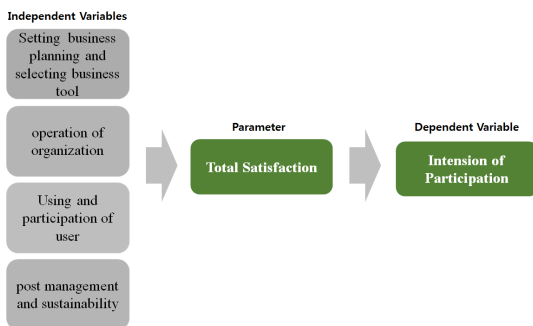 Independent Variables
Setting business
planning and
selecting business
tool
operation of
organization
Using and
participation of
user
post management
and sustainability
Parameter
Total Satisfaction
Dependent Variable
Intension of
Participation